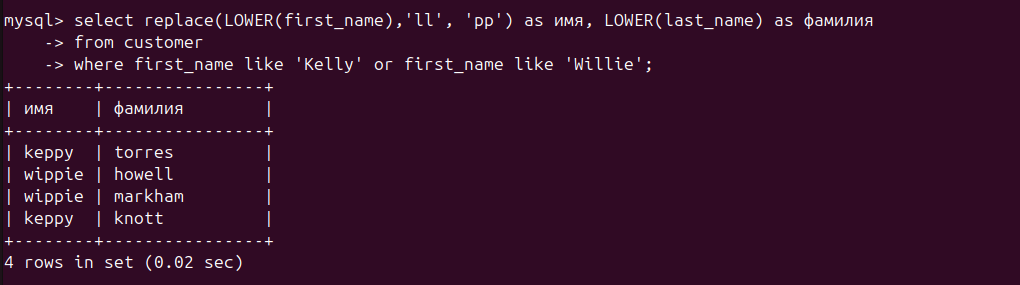 mysql> select replace(LOWER(first_name),'ll', 'pp') as имя, LOWER(last_name) as фамилия
    -> from customer
    -> where first_name like 'Kelly' or first_name like 'Willie';
+--------+----------------+
| имя    | фамилия        |
+--------+----------------+
| keppy  | torres         |
| wippie | howell         |
| wippie | markham        |
| keppy  | knott          |
+--------+----------------+
4 rows in set (0.02 sec)